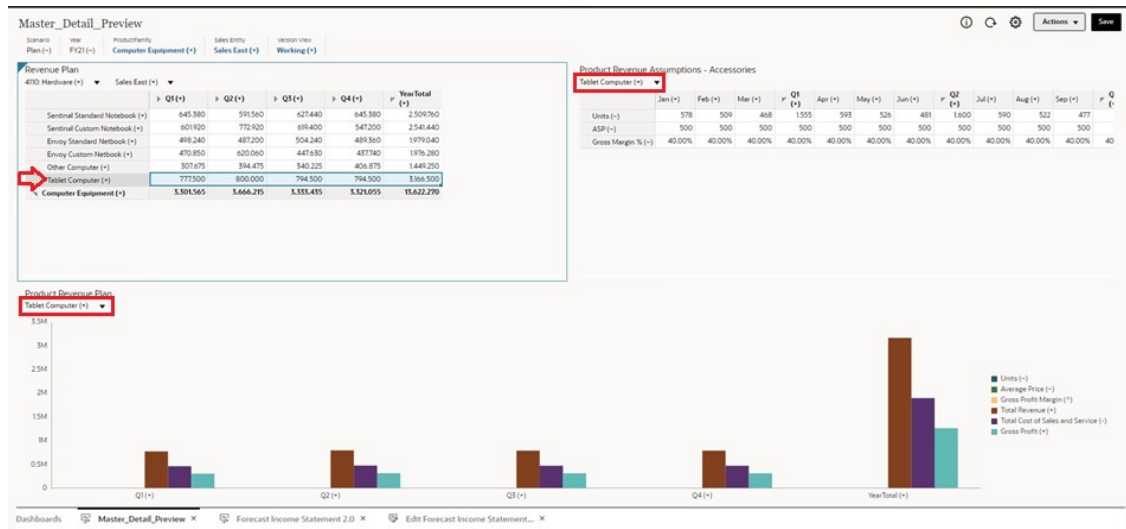 Master_Detail_Preview
Actions Save
Scenario Year ProductFamily Sales Entity Version View
Plan (~) FY21 (~) Computer Equipment (+) Sales East (+) Working (+)
Revenue Plan
4110: Hardware (+) Sales East (+)
Q1 (+) Q2 (+) Q3 (+) Q4 (+) YearTotal (+)
Sentinal Standard Notebook (+) 645,380 591,560 627,440 645,380 2,509,760
Sentinal Custom Notebook (+) 601,920 772,920 619,400 547,200 2,541,440
Envoy Standard Netbook (+) 498,240 487,200 504,240 489,360 1,979,040
Envoy Custom Netbook (+) 470,850 620,060 447,630 437,740 1,976,280
Other Computer (+) 307,675 394,475 340,225 406,875 1,449,250
Tablet Computer (+) 777,500 800,000 794,500 794,500 3,166,500
Computer Equipment (+) 3,301,565 3,666,215 3,333,435 3,321,055 13,622,270
Product Revenue Assumptions - Accessories
Tablet Computer (+)
Jan (+) Feb (+) Mar (+) Q1 (+) Apr (+) May (+) Jun (+) Q2 (+) Jul (+) Aug (+) Sep (+) Q (+
Units (~) 578 509 468 1,555 593 526 481 1,600 590 522 477
ASP (~) 500 500 500 500 500 500 500 500 500 500 500
Gross Margin % (~) 40.00% 40.00% 40.00% 40.00% 40.00% 40.00% 40.00% 40.00% 40.00% 40.00% 40.00% 40
Product Revenue Plan
Tablet Computer (+)
3.5M
3M
2.5M
2M
1.5M
1M
0.5M
0
Q1 (+) Q2 (+) Q3 (+) Q4 (+) YearTotal (+)
Units (~)
Average Price (~)
Gross Profit Margin (^)
Total Revenue (+)
Total Cost of Sales and Service (-)
Gross Profit (+)
Dashboards Master_Detail_Preview × Forecast Income Statement 2.0 × Edit Forecast Income Statement... ×